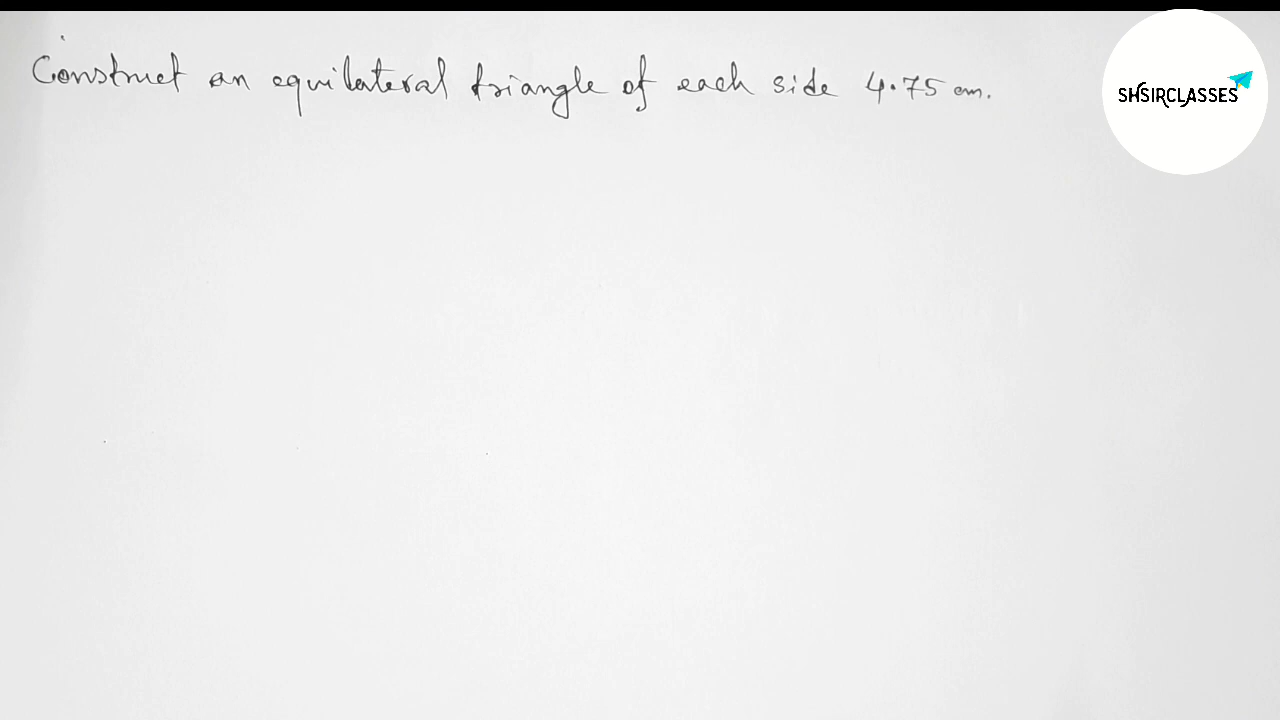 Construct an equilateral triangle of each side 4.75 cm.
SHSIRCLASSES